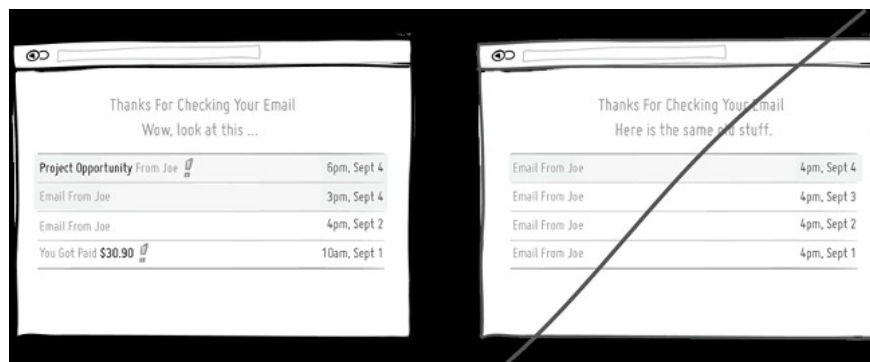 Thanks For Checking Your Email
Wow, look at this ...
Project Opportunity From Joe 6pm, Sept 4
Email From Joe 3pm, Sept 4
Email From Joe 4pm, Sept 2
You Got Paid $30.90 10am, Sept 1
Thanks For Checking Your Email
Here is the same old stuff.
Email From Joe 4pm, Sept 4
Email From Joe 4pm, Sept 3
Email From Joe 4pm, Sept 2
Email From Joe 4pm, Sept 1